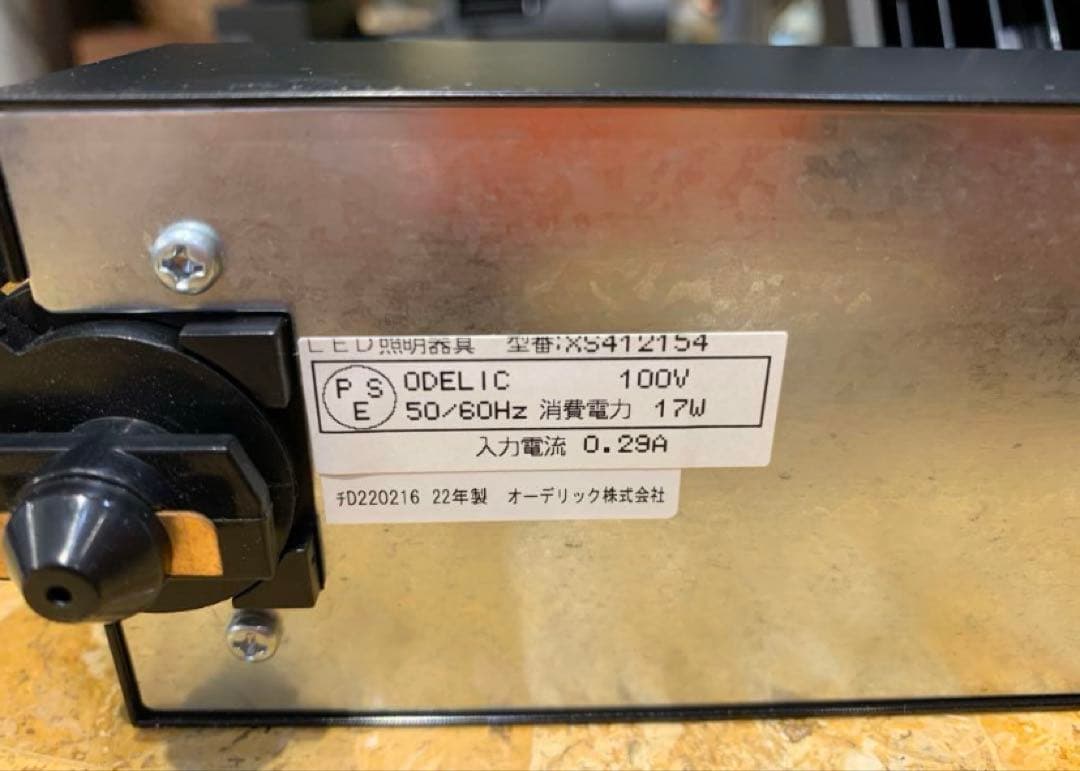 LED照明器具 型番:XS412154
PSE ODELIC 100V
50/60Hz 消費電力 17W
入力電流 0.29A
チD220216 22年製 オーデリック株式会社